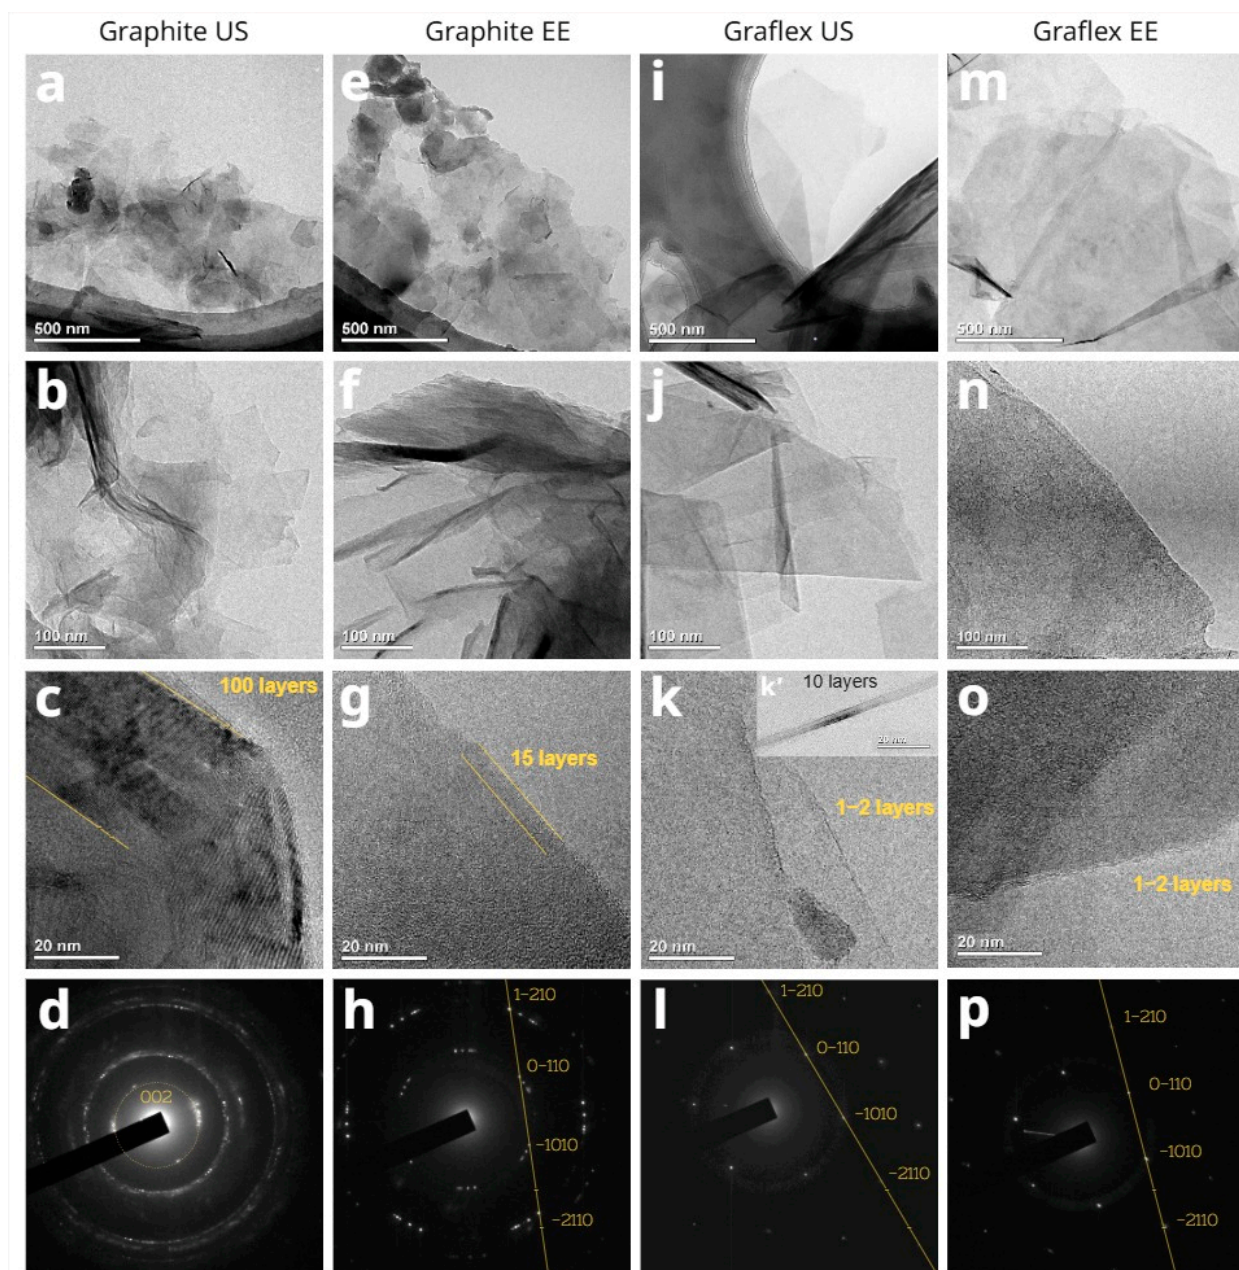 Graphite US Graphite EE Graflex US Graflex EE
a e i m
500 nm 500 nm 500 nm 500 nm
b f j n
100 nm 100 nm 100 nm 100 nm
c 100 layers g k k' 10 layers o
20 nm
15 layers
1–2 layers
1–2 layers
20 nm 20 nm 20 nm 20 nm
d h 1-210 l 1-210 p
1-210
0-110 0-110 0-110
002
-1010 -1010 -1010
-2110 -2110 -2110